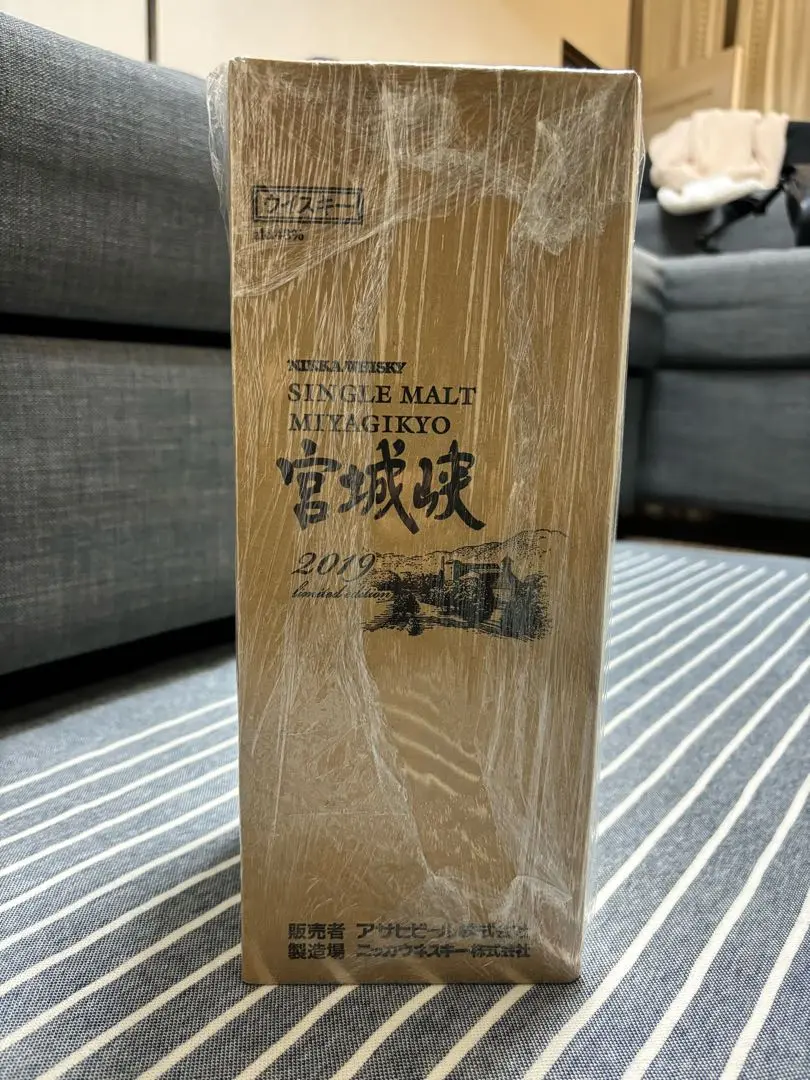 ウイスキー
NIKKA WHISKY
SINGLE MALT
MIYAGIKYO
宮城峡
2019
limited edition
販売者 アサヒビール株式会社
製造場 ニッカウヰスキー株式会社